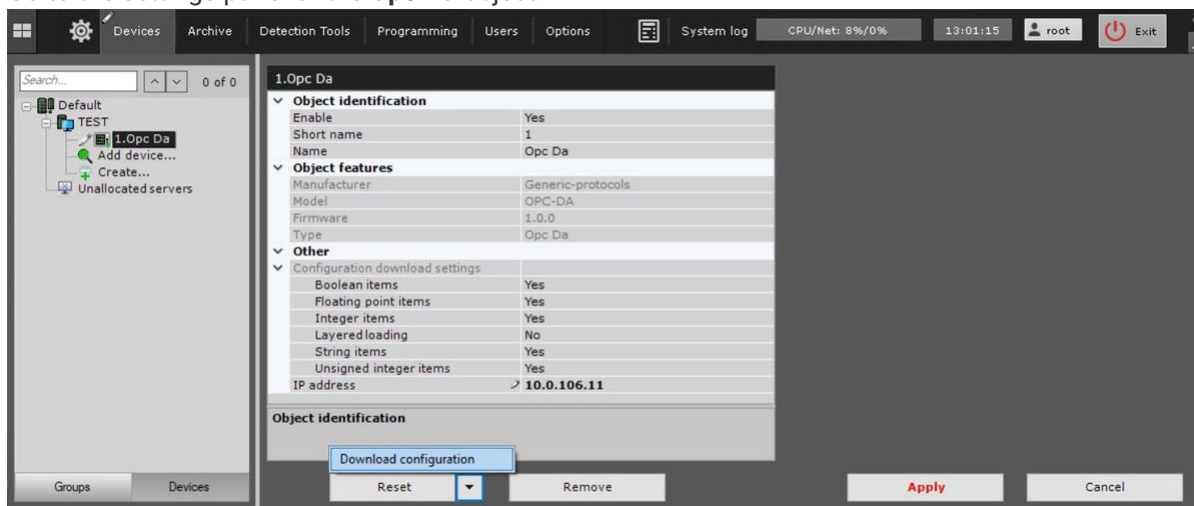 Devices Archive Detection Tools Programming Users Options System log CPU/Net: 8%/0% 13:01:15 root Exit
Search... 0 of 0
Default
TEST
1.Opc Da
Add device...
Create...
Unallocated servers
Groups Devices
1.Opc Da
Object identification
Enable Yes
Short name 1
Name Opc Da
Object features
Manufacturer Generic-protocols
Model OPC-DA
Firmware 1.0.0
Type Opc Da
Other
Configuration download settings
Boolean items Yes
Floating point items Yes
Integer items Yes
Layered loading No
String items Yes
Unsigned integer items Yes
IP address 10.0.106.11
Object identification
Download configuration
Reset Remove Apply Cancel